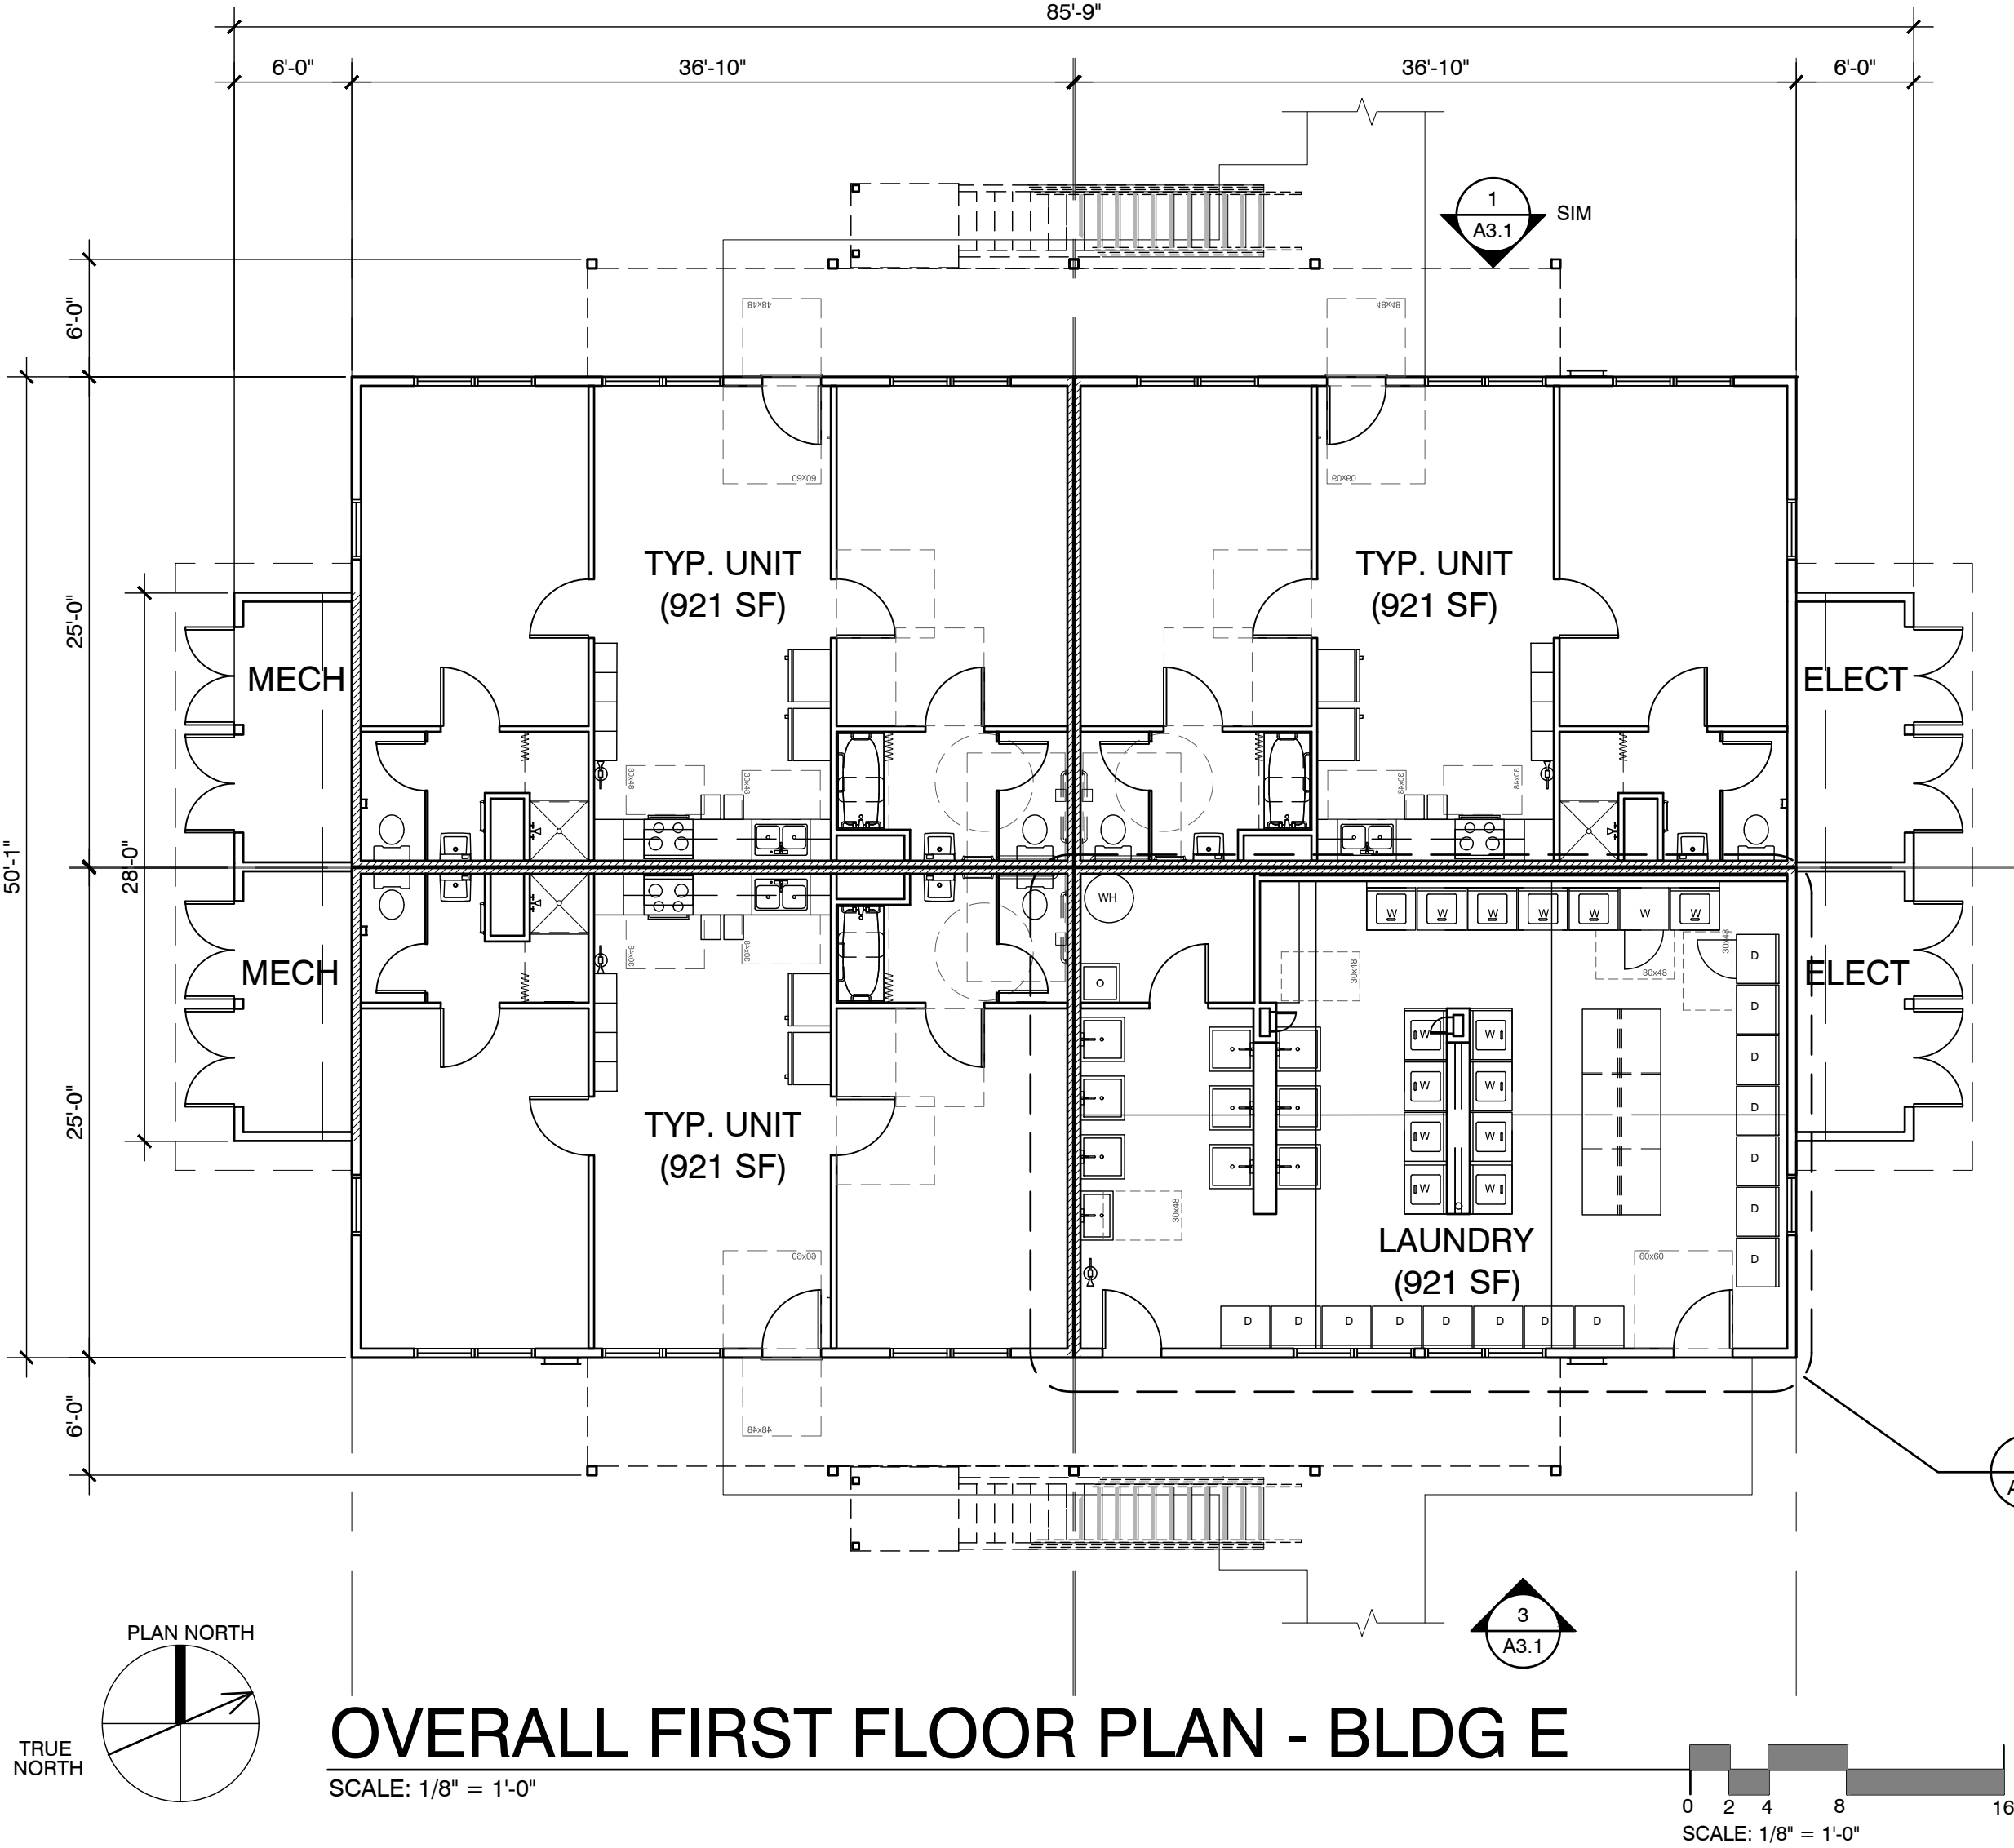 85'-9"
6'-0"
36'-10"
36'-10"
6'-0"
1
A3.1
SIM
6'-0"
48x48
48x48
60x60
60x60
25'-0"
50'-1"
28'-0"
TYP. UNIT
(921 SF)
TYP. UNIT
(921 SF)
MECH
ELECT
30x48
30x48
30x48
30x48
WH
W
W
W
W
W
W
W
30x48
30x48
30x48
30x48
30x48
MECH
ELECT
D
D
D
D
D
D
D
W
W
W
W
W
W
W
W
25'-0"
TYP. UNIT
(921 SF)
30x48
LAUNDRY
(921 SF)
60x60
60x60
D
D
D
D
D
D
D
D
6'-0"
48x48
3
A3.1
PLAN NORTH
TRUE
NORTH
OVERALL FIRST FLOOR PLAN - BLDG E
SCALE: 1/8" = 1'-0"
0 2 4 8 16
SCALE: 1/8" = 1'-0"